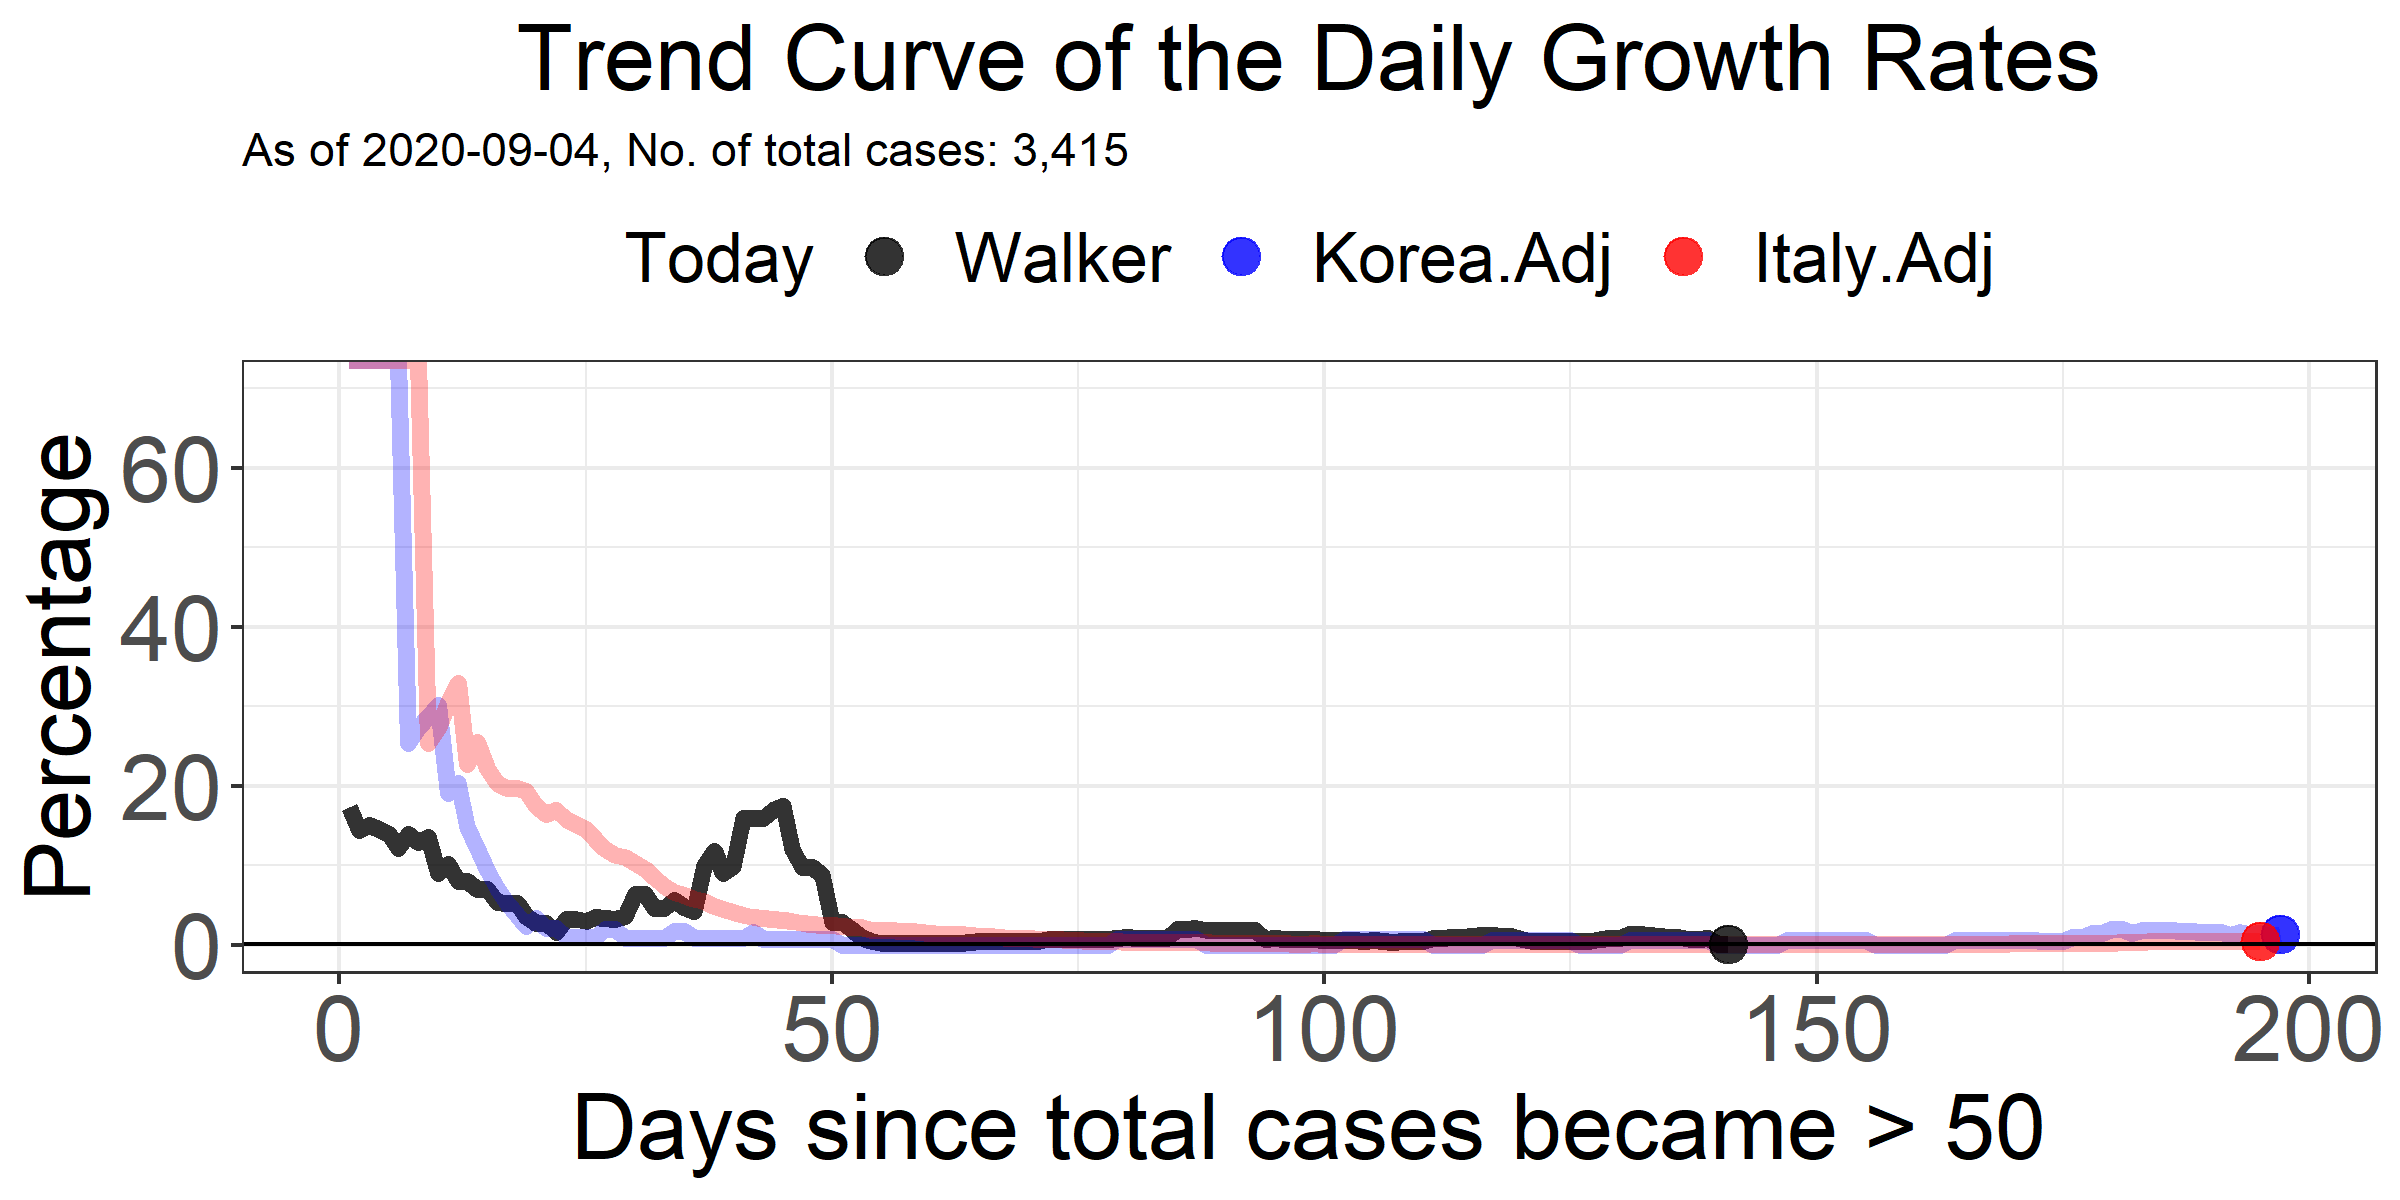 Trend Curve of the Daily Growth Rates
As of 2020-09-04, No. of total cases: 3,415
Today Walker Korea.Adj Italy.Adj
Percentage
60
40
20
0
0 50 100 150 200
Days since total cases became > 50